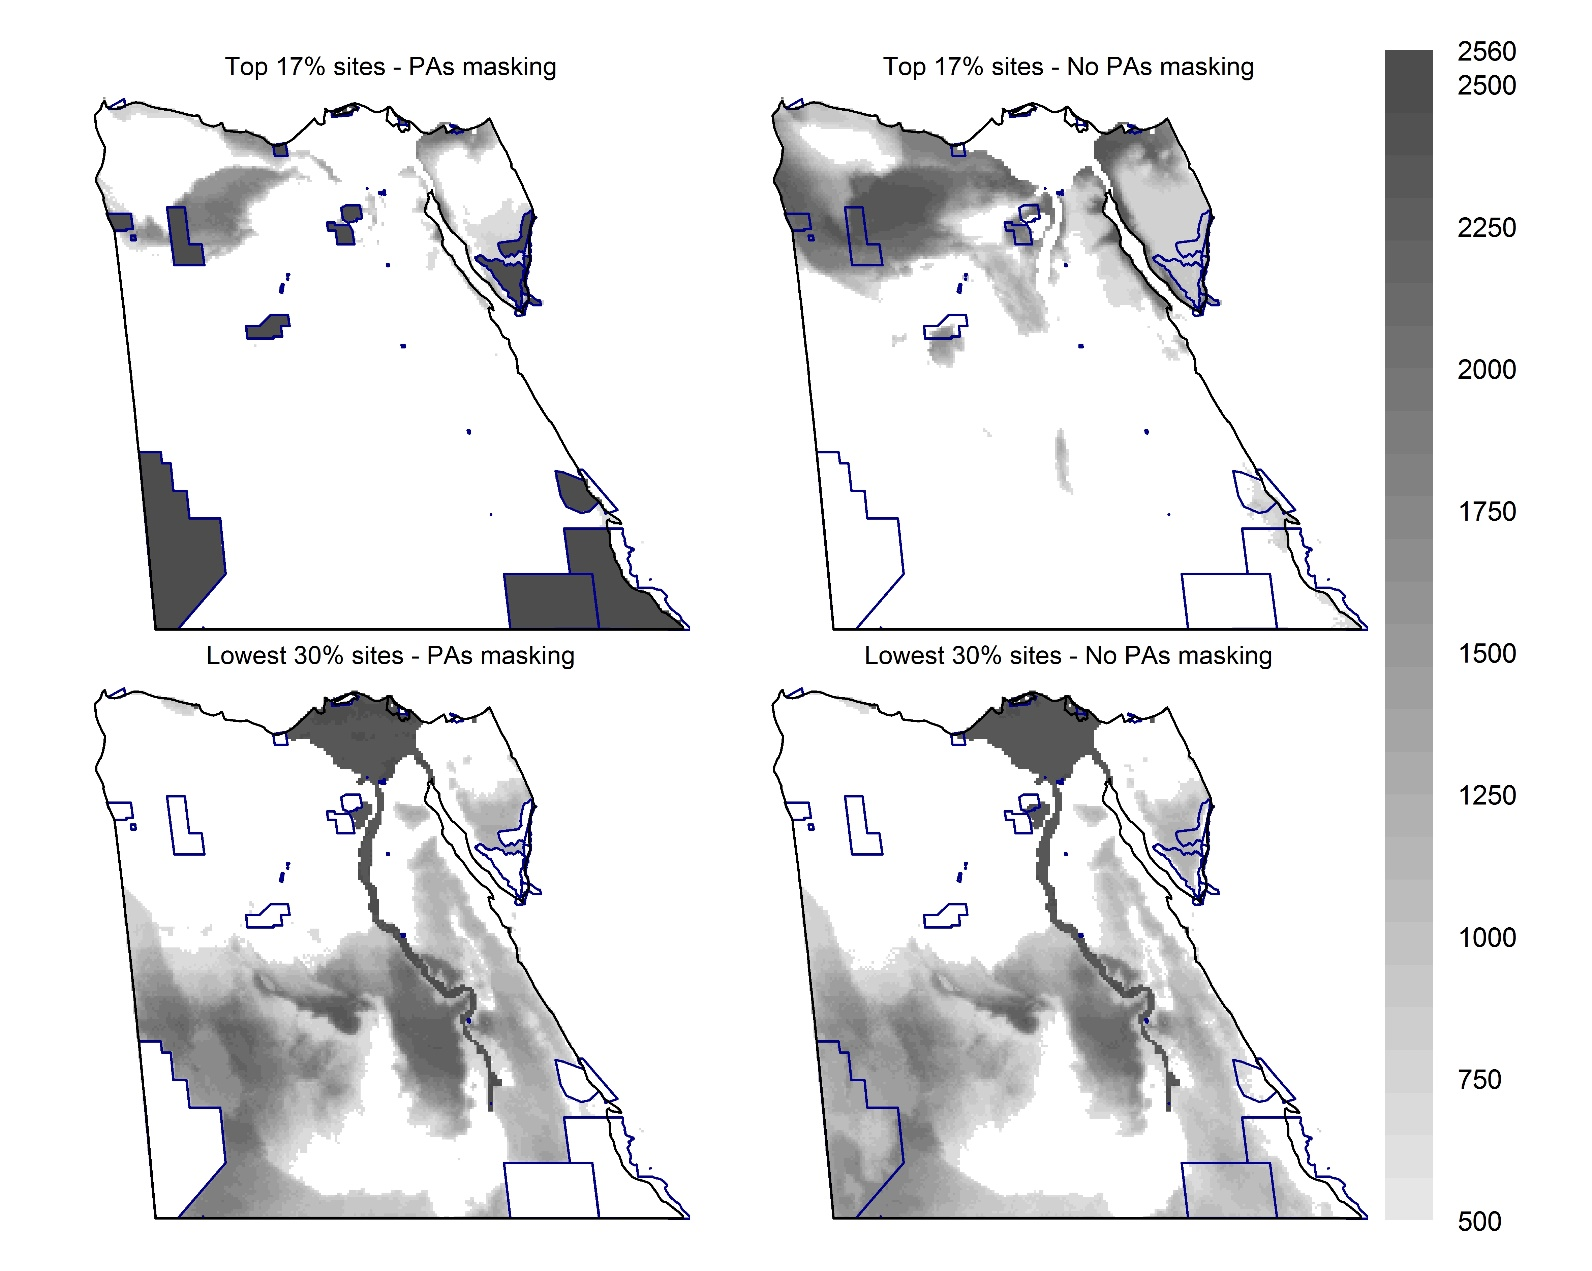 Top 17% sites - PAs masking
Top 17% sites - No PAs masking
Lowest 30% sites - PAs masking
Lowest 30% sites - No PAs masking
2560
2500
2250
2000
1750
1500
1250
1000
750
500